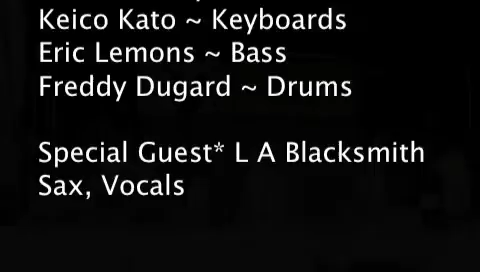 Keico Kato ~ Keyboards
Eric Lemons ~ Bass
Freddy Dugard ~ Drums
Special Guest* L A Blacksmith
Sax, Vocals